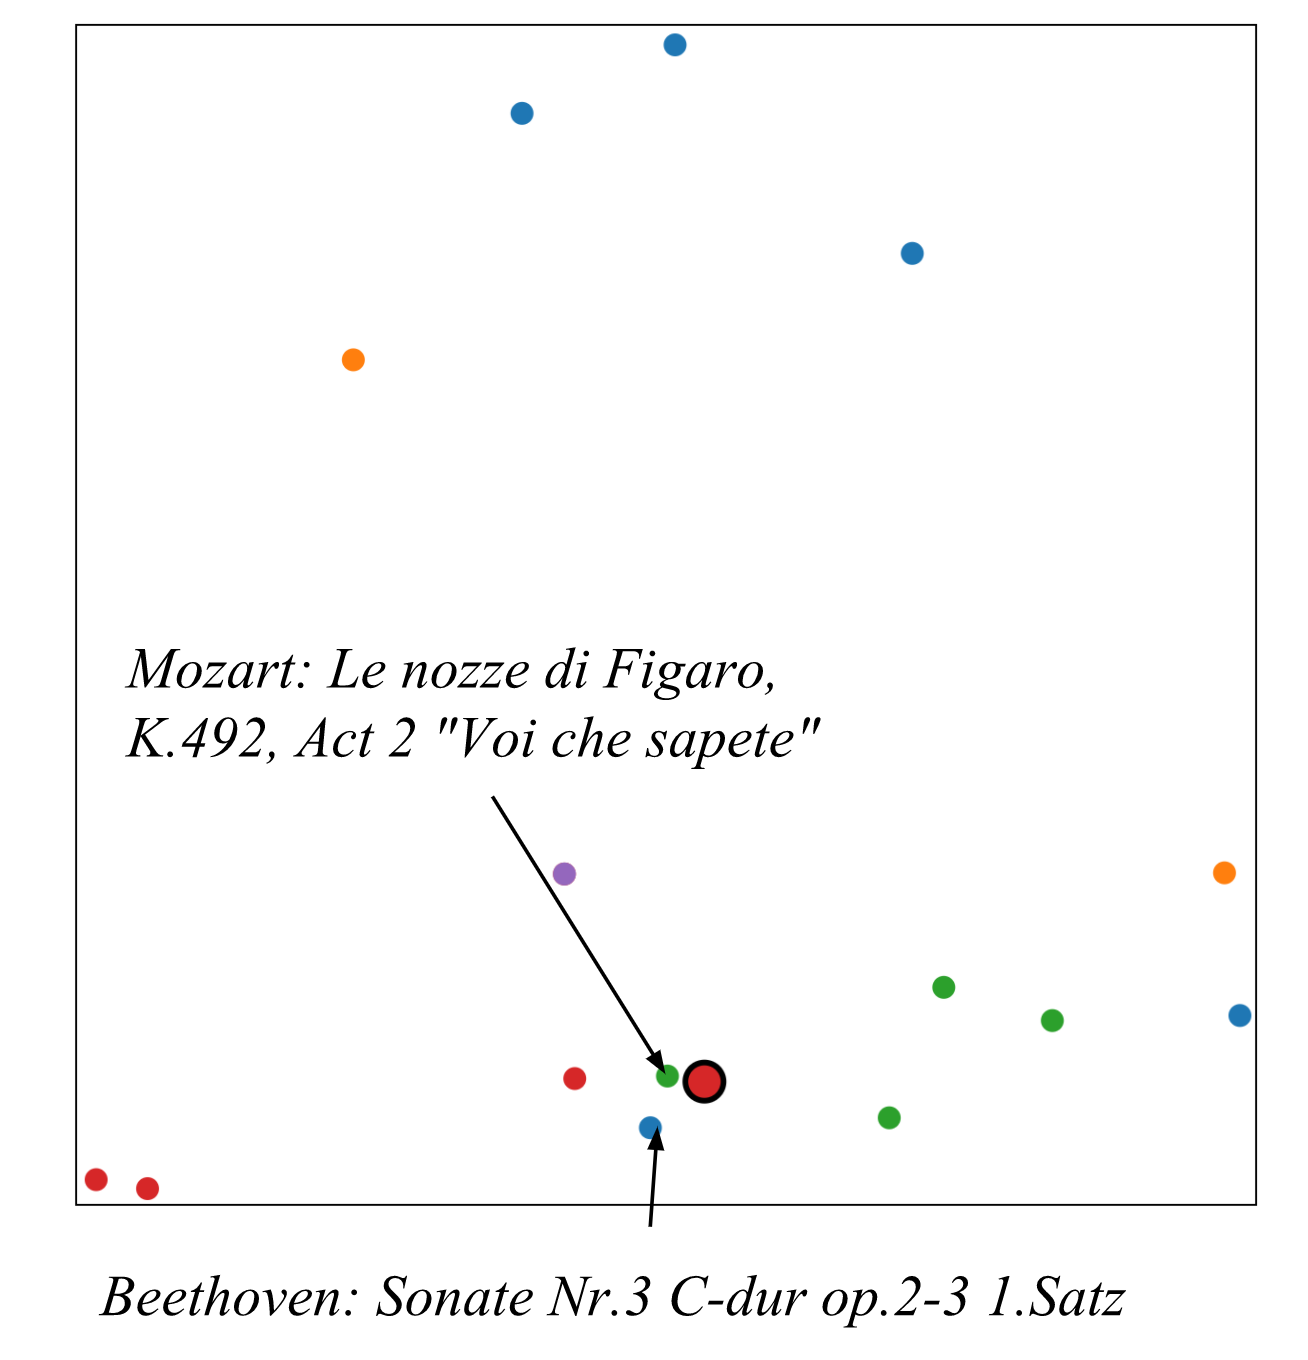 Mozart: Le nozze di Figaro,
K.492, Act 2 "Voi che sapete"
Beethoven: Sonate Nr.3 C-dur op.2-3 1.Satz